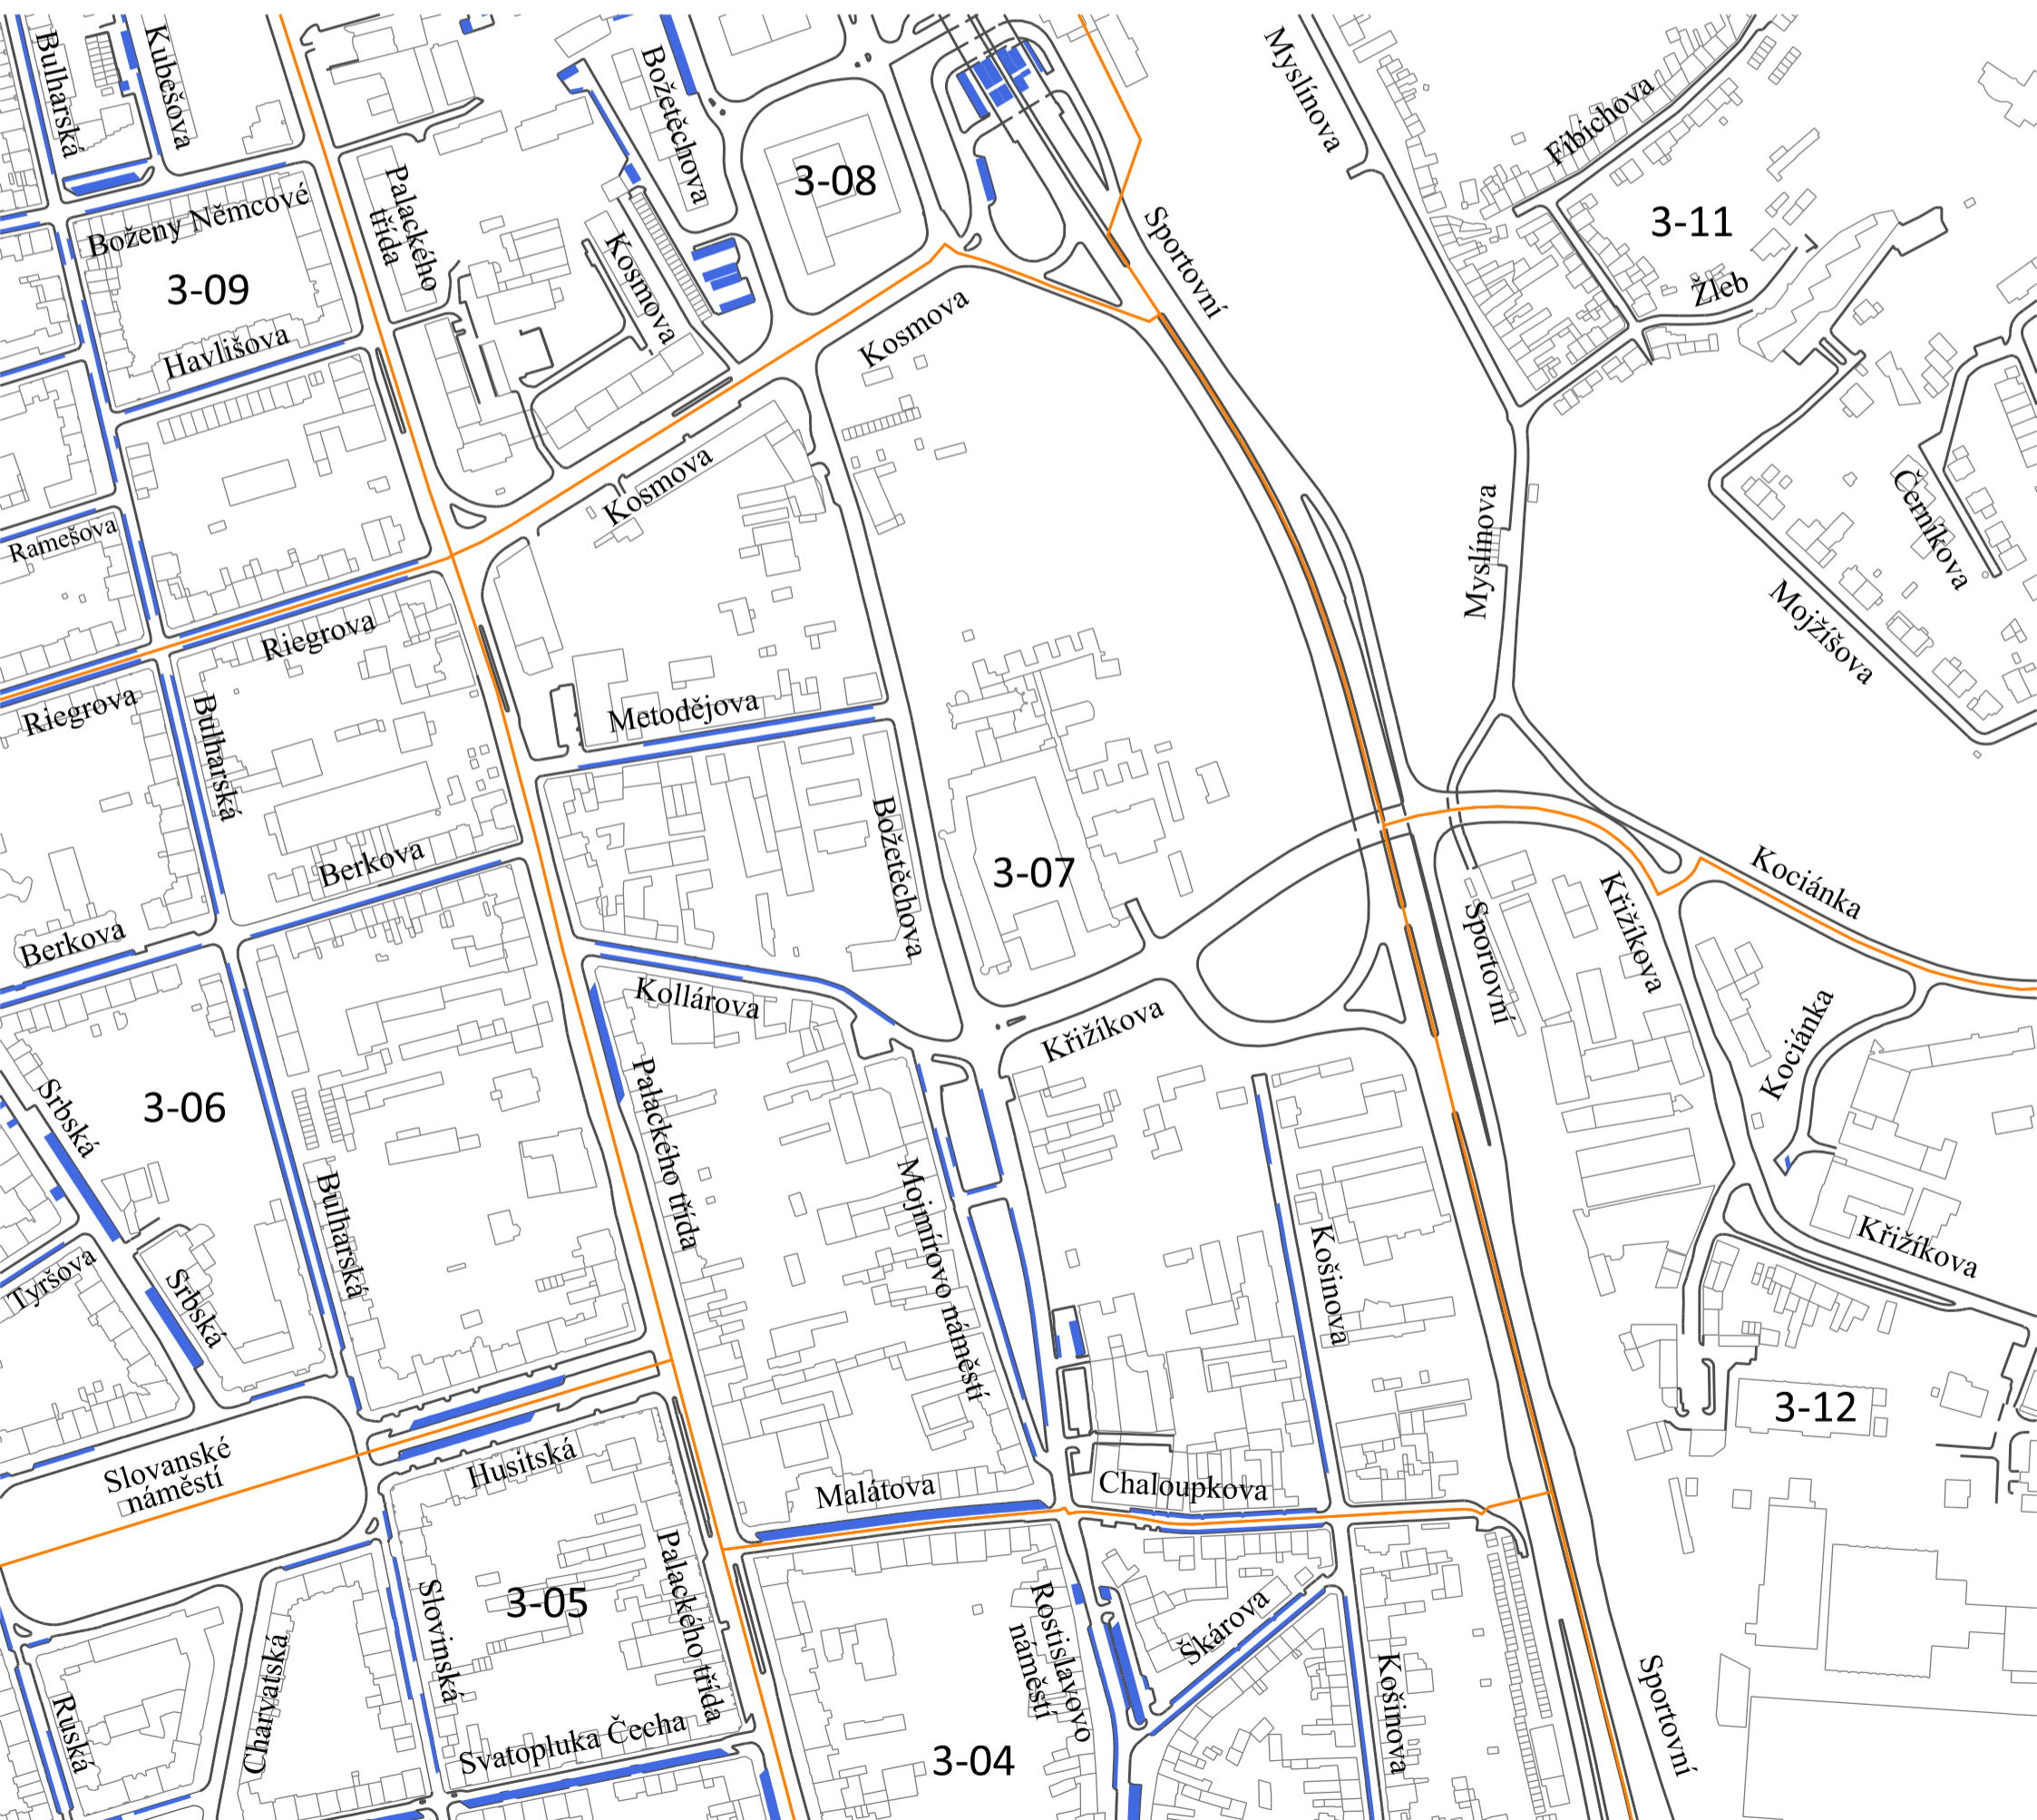 Bulharská
Kubešova
Božetěchova
Myslínova
Fibichova
Palackého
třída
3-08
3-11
Boženy Němcové
3-09
Kosmova
Sportovní
Žleb
Havlišova
Kosmova
Kosmova
Ramešova
Myslínova
Černíkova
Mojžíšova
Riegrova
Riegrova
Metodějova
Bulharská
Berkova
Božetěchova
3-07
Kociánka
Berkova
Křižíkova
Sportovní
Kollárova
Křižíkova
Kociánka
3-06
Srbská
Palackého třída
Mojmírovo náměstí
Bulharská
Košinova
Křižíkova
Tyršova
Srbská
3-12
Slovanské
náměstí
Husitská
Malátova
Chaloupkova
3-05
Slovinská
Palackého třída
Rostislavovo
náměstí
Škárova
Košinova
Sportovní
Ruská
Charvatská
Svatopluka Čecha
3-04